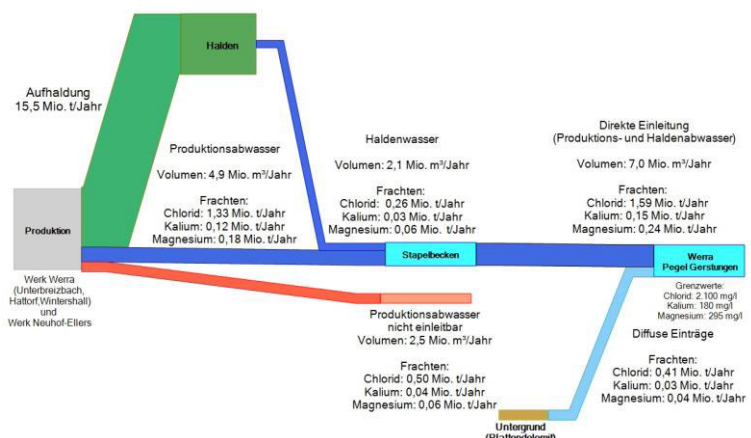 Halden
Aufhaldung
15,5 Mio. t/Jahr
Produktionsabwasser
Volumen: 4,9 Mio. m³/Jahr
Frachten:
Chlorid: 1,33 Mio. t/Jahr
Kalium: 0,12 Mio. t/Jahr
Magnesium: 0,18 Mio. t/Jahr
Haldenwasser
Volumen: 2,1 Mio. m³/Jahr
Frachten:
Chlorid: 0,26 Mio. t/Jahr
Kalium: 0,03 Mio. t/Jahr
Magnesium: 0,06 Mio. t/Jahr
Direkte Einleitung
(Produktions- und Haldenabwasser)
Volumen: 7,0 Mio. m³/Jahr
Frachten:
Chlorid: 1,59 Mio. t/Jahr
Kalium: 0,15 Mio. t/Jahr
Magnesium: 0,24 Mio. t/Jahr
Produktion
Stapelbecken
Werra
Pegel Gerstungen
Werk Werra
(Unterbreizbach,
Hattorf,Wintershall)
und
Werk Neuhof-Ellers
Grenzwerte:
Chlorid: 2.100 mg/l
Kalium: 180 mg/l
Magnesium: 295 mg/l
Produktionsabwasser
nicht einleitbar
Volumen: 2,5 Mio. m³/Jahr
Frachten:
Chlorid: 0,50 Mio. t/Jahr
Kalium: 0,04 Mio. t/Jahr
Magnesium: 0,06 Mio. t/Jahr
Diffuse Einträge
Frachten:
Chlorid: 0,41 Mio. t/Jahr
Kalium: 0,03 Mio. t/Jahr
Magnesium: 0,04 Mio. t/Jahr
Untergrund
(Plattendolomit)